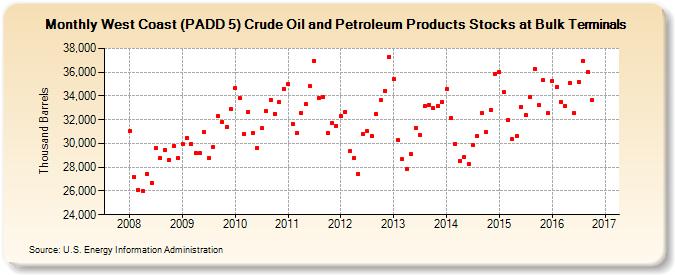 Monthly West Coast (PADD 5) Crude Oil and Petroleum Products Stocks at Bulk Terminals
Thousand Barrels
38,000
36,000
34,000
32,000
30,000
28,000
26,000
24,000
2008 2009 2010 2011 2012 2013 2014 2015 2016 2017
Source: U.S. Energy Information Administration